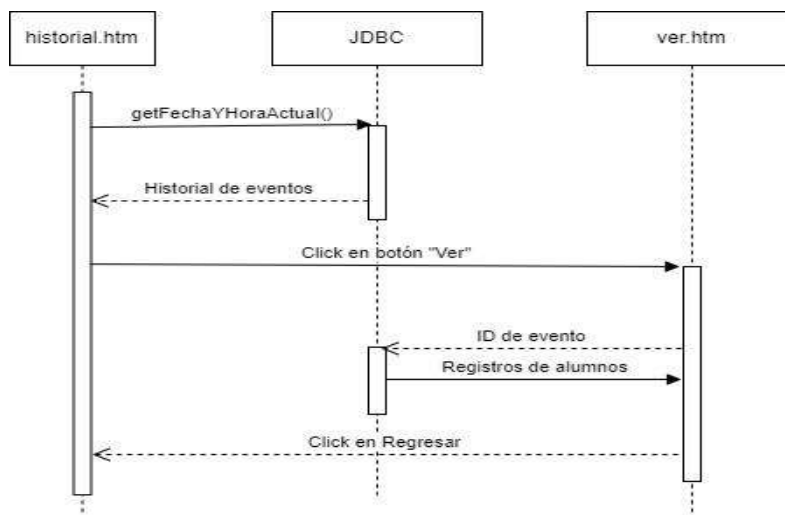 historial.htm
JDBC
ver.htm
getFechaYHoraActual()
Historial de eventos
Click en botón "Ver"
ID de evento
Registros de alumnos
Click en Regresar